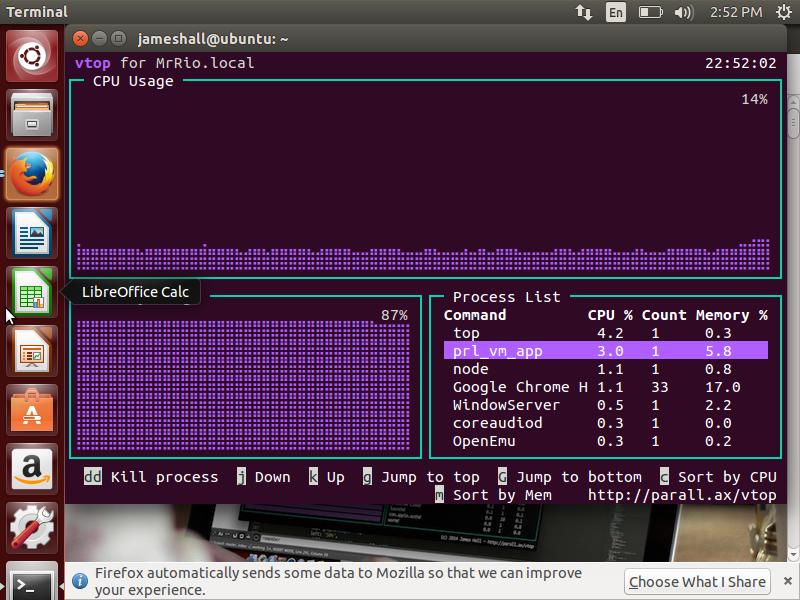 Terminal
En
2:52 PM
jameshall@ubuntu: ~
vtop for MrRio.local 22:52:02
CPU Usage
14%
LibreOffice Calc
87%
Process List
Command CPU % Count Memory %
top 4.2 1 0.3
prl_vm_app 3.0 1 5.8
node 1.1 1 0.8
Google Chrome H 1.1 33 17.0
WindowServer 0.5 1 2.2
coreaudiod 0.3 1 0.0
OpenEmu 0.3 1 0.2
dd Kill process j Down k Up g Jump to top G Jump to bottom c Sort by CPU
m Sort by Mem http://parall.ax/vtop
Firefox automatically sends some data to Mozilla so that we can improve
your experience.
Choose What I Share